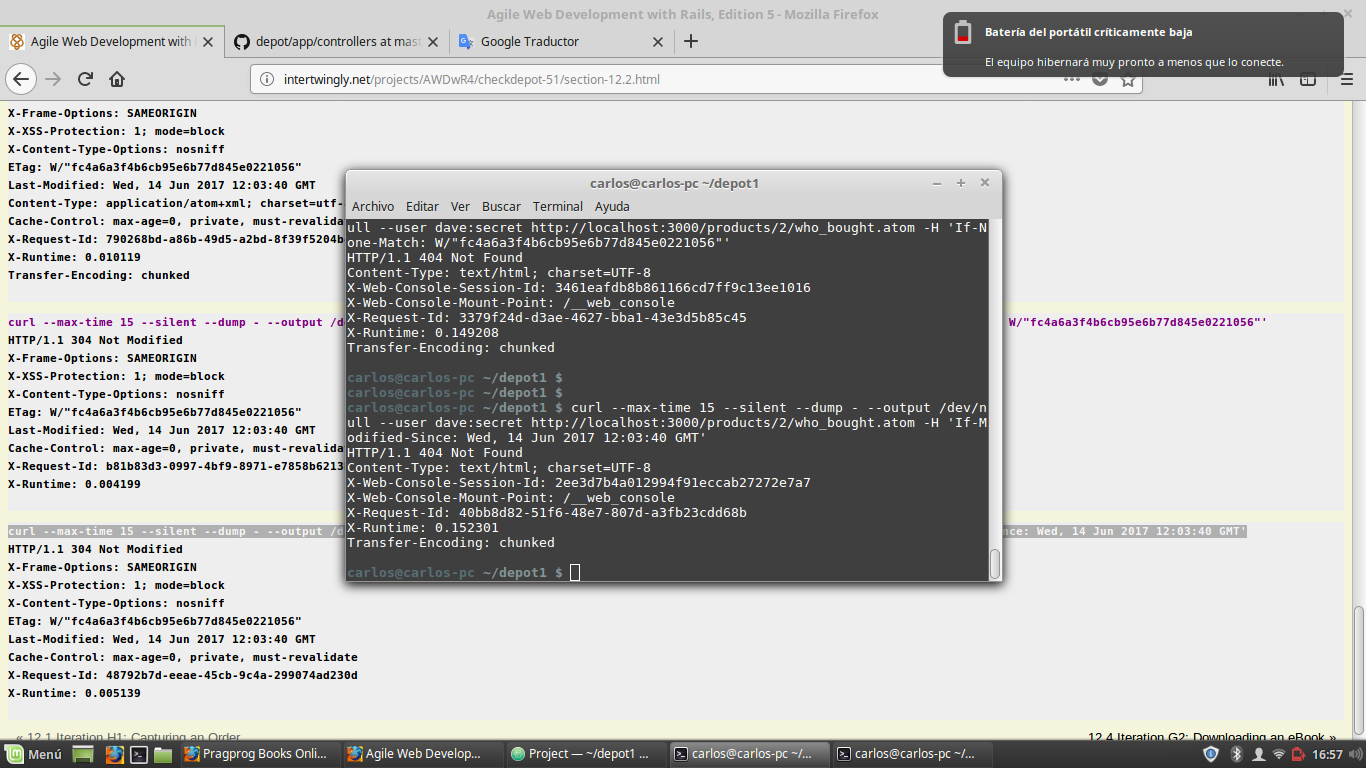 Agile Web Development with Rails, Edition 5 - Mozilla Firefox
Agile Web Development with
depot/app/controllers at mast
Google Traductor
Batería del portátil críticamente baja
El equipo hibernará muy pronto a menos que lo conecte.
intertwingly.net/projects/AWDwR4/checkdepot-51/section-12.2.html
X-Frame-Options: SAMEORIGIN
X-XSS-Protection: 1; mode=block
X-Content-Type-Options: nosniff
ETag: W/"fc4a6a3f4b6cb95e6b77d845e0221056"
Last-Modified: Wed, 14 Jun 2017 12:03:40 GMT
Content-Type: application/atom+xml; charset=utf-
Cache-Control: max-age=0, private, must-revalida
X-Request-Id: 790268bd-a86b-49d5-a2bd-8f39f5204b
X-Runtime: 0.010119
Transfer-Encoding: chunked
curl --max-time 15 --silent --dump - --output /d
W/"fc4a6a3f4b6cb95e6b77d845e0221056"'
HTTP/1.1 304 Not Modified
X-Frame-Options: SAMEORIGIN
X-XSS-Protection: 1; mode=block
X-Content-Type-Options: nosniff
ETag: W/"fc4a6a3f4b6cb95e6b77d845e0221056"
Last-Modified: Wed, 14 Jun 2017 12:03:40 GMT
Cache-Control: max-age=0, private, must-revalida
X-Request-Id: b81b83d3-0997-4bf9-8971-e7858b6213
X-Runtime: 0.004199
curl --max-time 15 --silent --dump - --output /d
nce: Wed, 14 Jun 2017 12:03:40 GMT'
HTTP/1.1 304 Not Modified
X-Frame-Options: SAMEORIGIN
X-XSS-Protection: 1; mode=block
X-Content-Type-Options: nosniff
ETag: W/"fc4a6a3f4b6cb95e6b77d845e0221056"
Last-Modified: Wed, 14 Jun 2017 12:03:40 GMT
Cache-Control: max-age=0, private, must-revalidate
X-Request-Id: 48792b7d-eeae-45cb-9c4a-299074ad230d
X-Runtime: 0.005139
« 12.1 Iteration H1: Capturing an Order
12.4 Iteration G2: Downloading an eBook »
carlos@carlos-pc ~/depot1
Archivo Editar Ver Buscar Terminal Ayuda
ull --user dave:secret http://localhost:3000/products/2/who_bought.atom -H 'If-N
one-Match: W/"fc4a6a3f4b6cb95e6b77d845e0221056"'
HTTP/1.1 404 Not Found
Content-Type: text/html; charset=UTF-8
X-Web-Console-Session-Id: 3461eafdb8b861166cd7ff9c13ee1016
X-Web-Console-Mount-Point: /__web_console
X-Request-Id: 3379f24d-d3ae-4627-bba1-43e3d5b85c45
X-Runtime: 0.149208
Transfer-Encoding: chunked
carlos@carlos-pc ~/depot1 $
carlos@carlos-pc ~/depot1 $
carlos@carlos-pc ~/depot1 $ curl --max-time 15 --silent --dump - --output /dev/n
ull --user dave:secret http://localhost:3000/products/2/who_bought.atom -H 'If-M
odified-Since: Wed, 14 Jun 2017 12:03:40 GMT'
HTTP/1.1 404 Not Found
Content-Type: text/html; charset=UTF-8
X-Web-Console-Session-Id: 2ee3d7b4a012994f91eccab27272e7a7
X-Web-Console-Mount-Point: /__web_console
X-Request-Id: 40bb8d82-51f6-48e7-807d-a3fb23cdd68b
X-Runtime: 0.152301
Transfer-Encoding: chunked
carlos@carlos-pc ~/depot1 $
Menú
Pragprog Books Onli...
Agile Web Develop...
Project — ~/depot1 ...
carlos@carlos-pc ~/...
carlos@carlos-pc ~/...
16:57